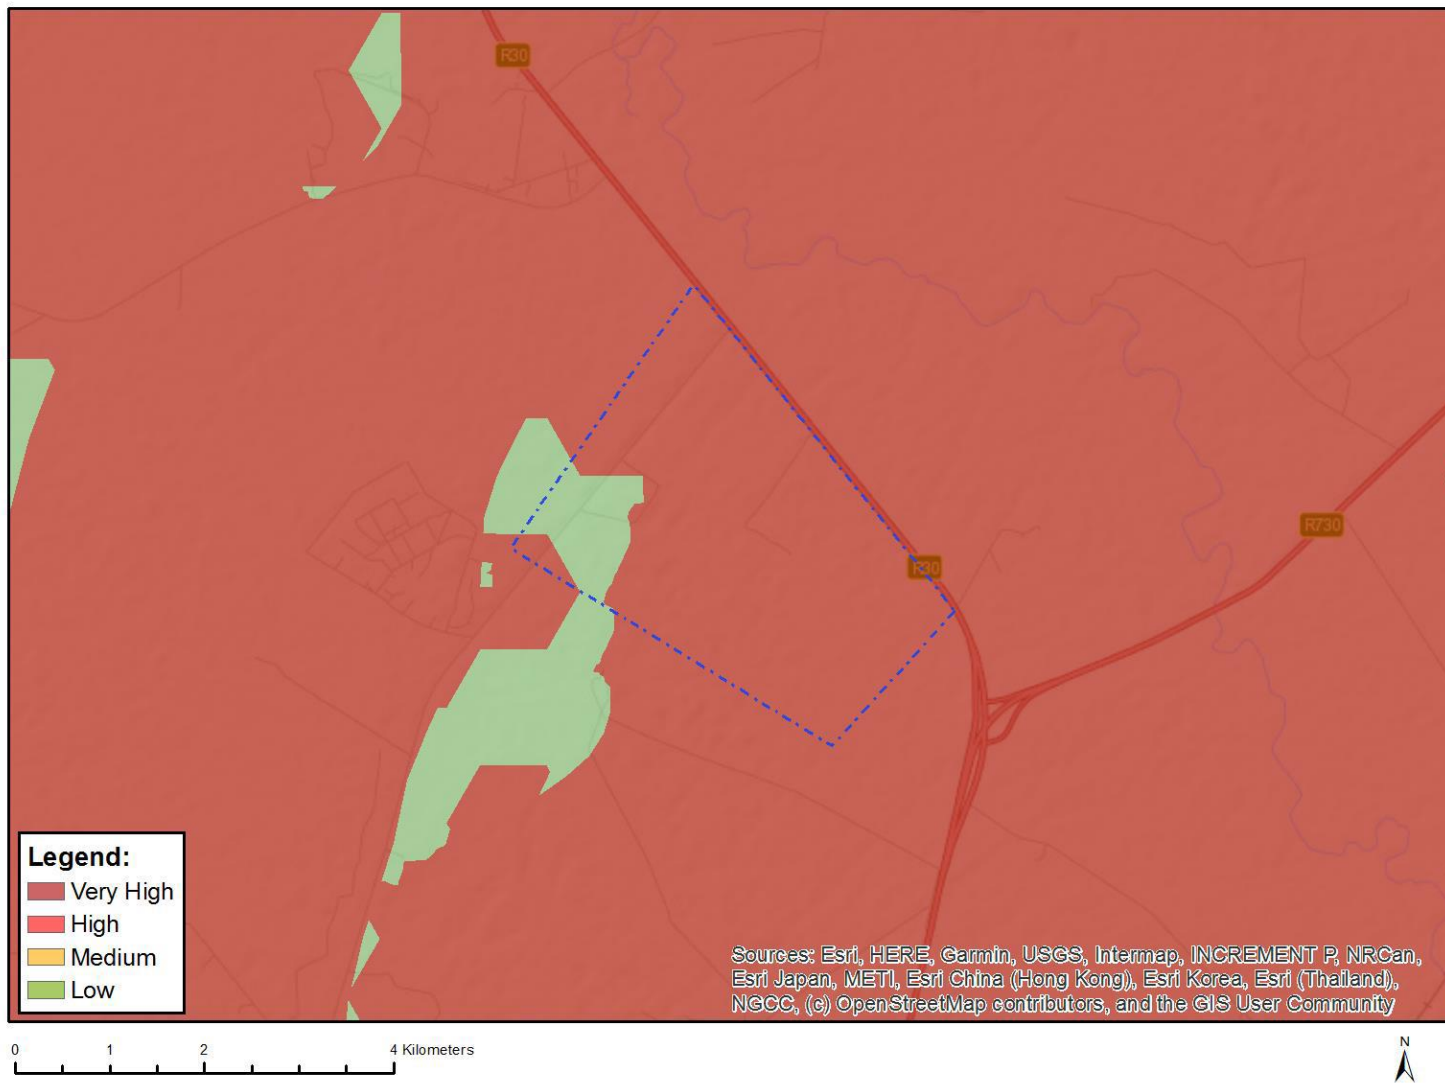 R30
R730
R30
Legend:
Very High
High
Medium
Low
Sources: Esri, HERE, Garmin, USGS, Intermap, INCREMENT P, NRCan,
Esri Japan, METI, Esri China (Hong Kong), Esri Korea, Esri (Thailand),
NGCC, (c) OpenStreetMap contributors, and the GIS User Community
0 1 2 4 Kilometers
N